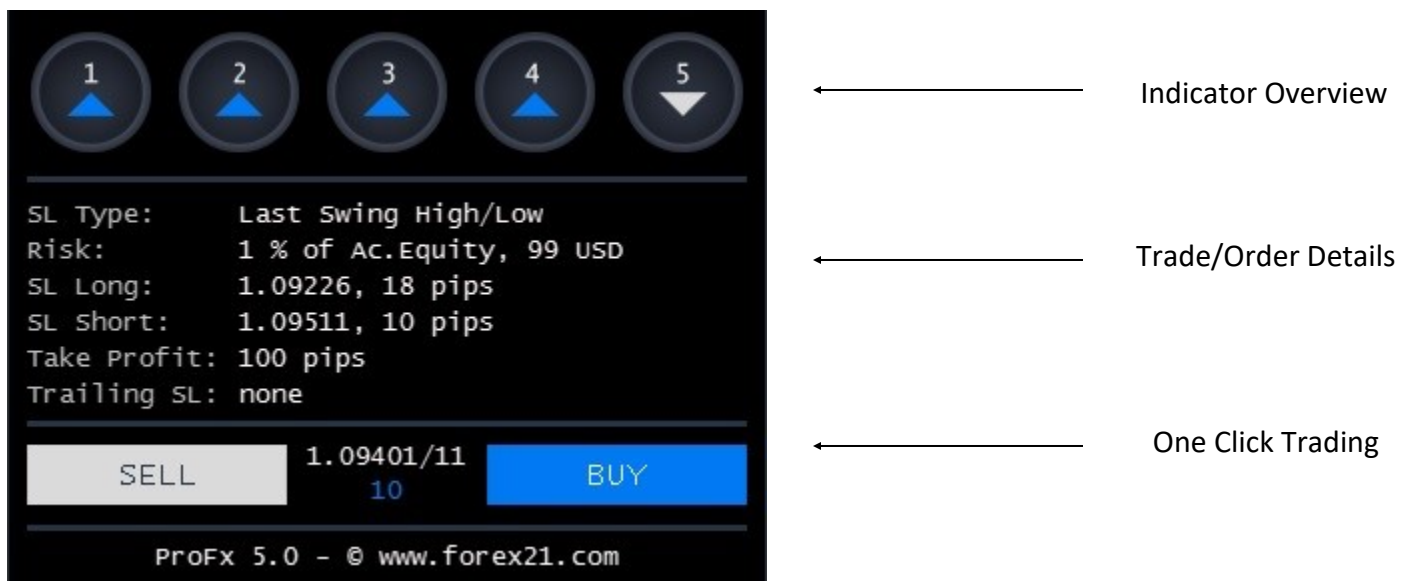 1 2 3 4 5
Indicator Overview
SL Type: Last Swing High/Low
Risk: 1 % of Ac.Equity, 99 USD
SL Long: 1.09226, 18 pips
SL Short: 1.09511, 10 pips
Take Profit: 100 pips
Trailing SL: none
Trade/Order Details
SELL
1.09401/11
10
BUY
One Click Trading
ProFx 5.0 – © www.forex21.com